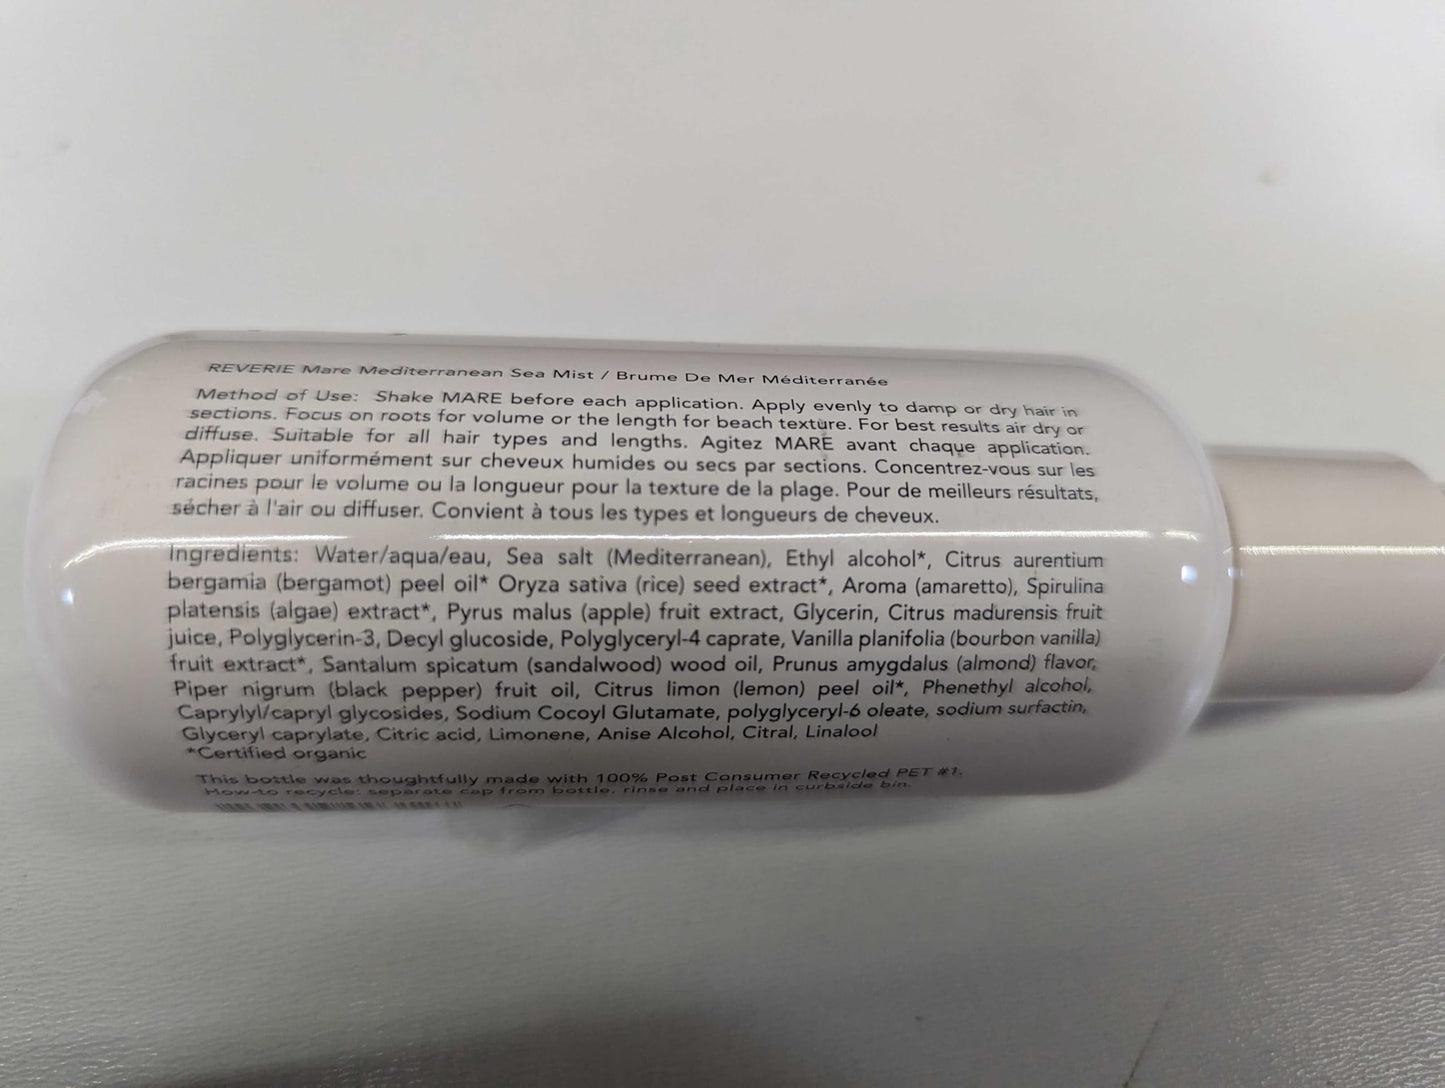 REVERIE Mare Mediterranean Sea Mist / Brume De Mer Méditerranée
Method of Use: Shake MARE before each application. Apply evenly to damp or dry hair in
sections. Focus on roots for volume or the length for beach texture. For best results air dry or
diffuse. Suitable for all hair types and lengths. Agitez MARE avant chaque application.
Appliquer uniformément sur cheveux humides ou secs par sections. Concentrez-vous sur les
racines pour le volume ou la longueur pour la texture de la plage. Pour de meilleurs résultats,
sécher à l'air ou diffuser. Convient à tous les types et longueurs de cheveux.
Ingredients: Water/aqua/eau, Sea salt (Mediterranean), Ethyl alcohol*, Citrus aurentium
bergamia (bergamot) peel oil* Oryza sativa (rice) seed extract*, Aroma (amaretto), Spirulina
platensis (algae) extract*, Pyrus malus (apple) fruit extract, Glycerin, Citrus madurensis fruit
juice, Polyglycerin-3, Decyl glucoside, Polyglyceryl-4 caprate, Vanilla planifolia (bourbon vanilla)
fruit extract*, Santalum spicatum (sandalwood) wood oil, Prunus amygdalus (almond) flavor,
Piper nigrum (black pepper) fruit oil, Citrus limon (lemon) peel oil*, Phenethyl alcohol,
Caprylyl/capryl glycosides, Sodium Cocoyl Glutamate, polyglyceryl-6 oleate, sodium surfactin,
Glyceryl caprylate, Citric acid, Limonene, Anise Alcohol, Citral, Linalool
*Certified organic
This bottle was thoughtfully made with 100% Post Consumer Recycled PET #1.
How-to recycle: separate cap from bottle, rinse and place in curbside bin.